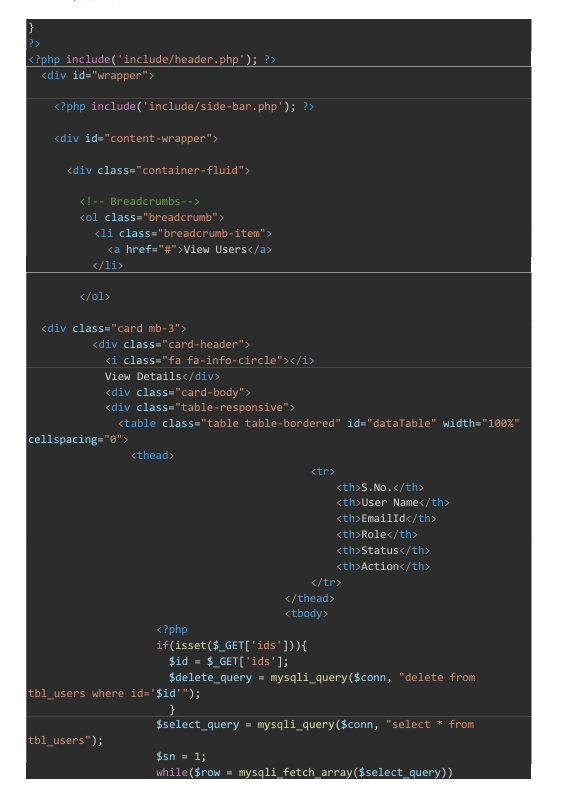 }
?>
<?php include('include/header.php'); ?>
<div id="wrapper">
<?php include('include/side-bar.php'); ?>
<div id="content-wrapper">
<div class="container-fluid">
<!-- Breadcrumbs-->
<ol class="breadcrumb">
<li class="breadcrumb-item">
<a href="#">View Users</a>
</li>
</ol>
<div class="card mb-3">
<div class="card-header">
<i class="fa fa-info-circle"></i>
View Details</div>
<div class="card-body">
<div class="table-responsive">
<table class="table table-bordered" id="dataTable" width="100%"
cellspacing="0">
<thead>
<tr>
<th>S.No.</th>
<th>User Name</th>
<th>EmailId</th>
<th>Role</th>
<th>Status</th>
<th>Action</th>
</tr>
</thead>
<tbody>
<?php
if(isset($_GET['ids'])){
$id = $_GET['ids'];
$delete_query = mysqli_query($conn, "delete from
tbl_users where id='$id'");
}
$select_query = mysqli_query($conn, "select * from
tbl_users");
$sn = 1;
while($row = mysqli_fetch_array($select_query))